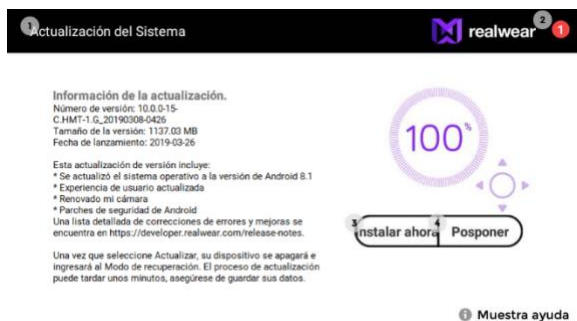 1 Actualización del Sistema
realwear 2 1
Información de la actualización.
Número de versión: 10.0.0-15-
C.HMT-1.G_20190308-0426
Tamaño de la versión: 1137.03 MB
Fecha de lanzamiento: 2019-03-26
Esta actualización de versión incluye:
* Se actualizó el sistema operativo a la versión de Android 8.1
* Experiencia de usuario actualizada
* Renovado mi cámara
* Parches de seguridad de Android
Una lista detallada de correcciones de errores y mejoras se
encuentra en https://developer.realwear.com/release-notes.
Una vez que seleccione Actualizar, su dispositivo se apagará e
ingresará al Modo de recuperación. El proceso de actualización
puede tardar unos minutos, asegúrese de guardar sus datos.
100%
3 Instalar ahora 4 Posponer
Muestra ayuda